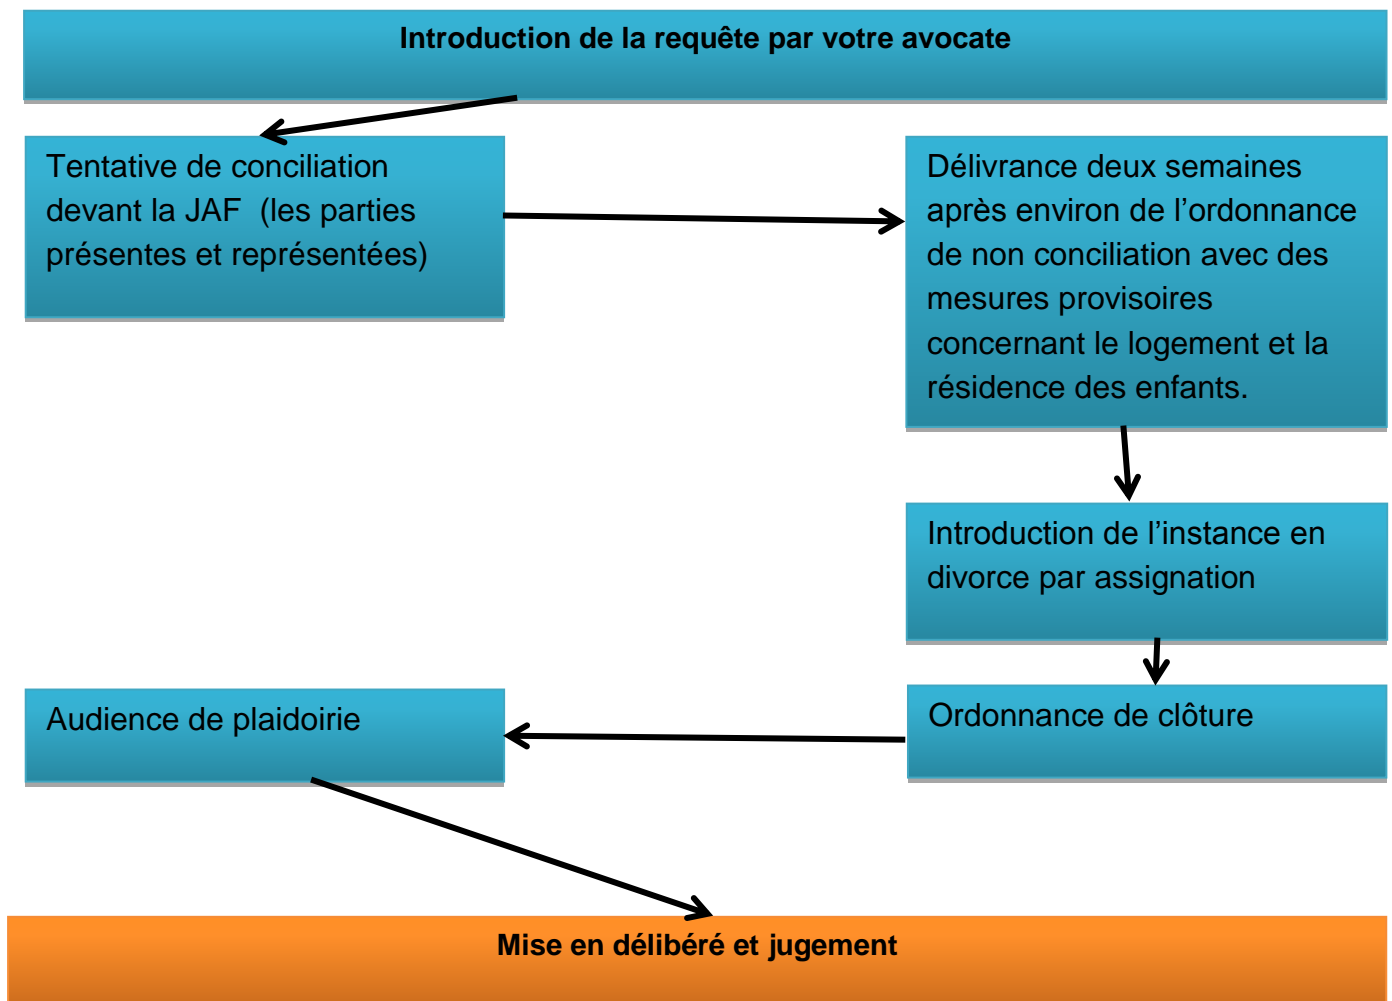 Introduction de la requête par votre avocate
Tentative de conciliation
devant la JAF (les parties
présentes et représentées)
Délivrance deux semaines
après environ de l’ordonnance
de non conciliation avec des
mesures provisoires
concernant le logement et la
résidence des enfants.
Introduction de l’instance en
divorce par assignation
Ordonnance de clôture
Audience de plaidoirie
Mise en délibéré et jugement